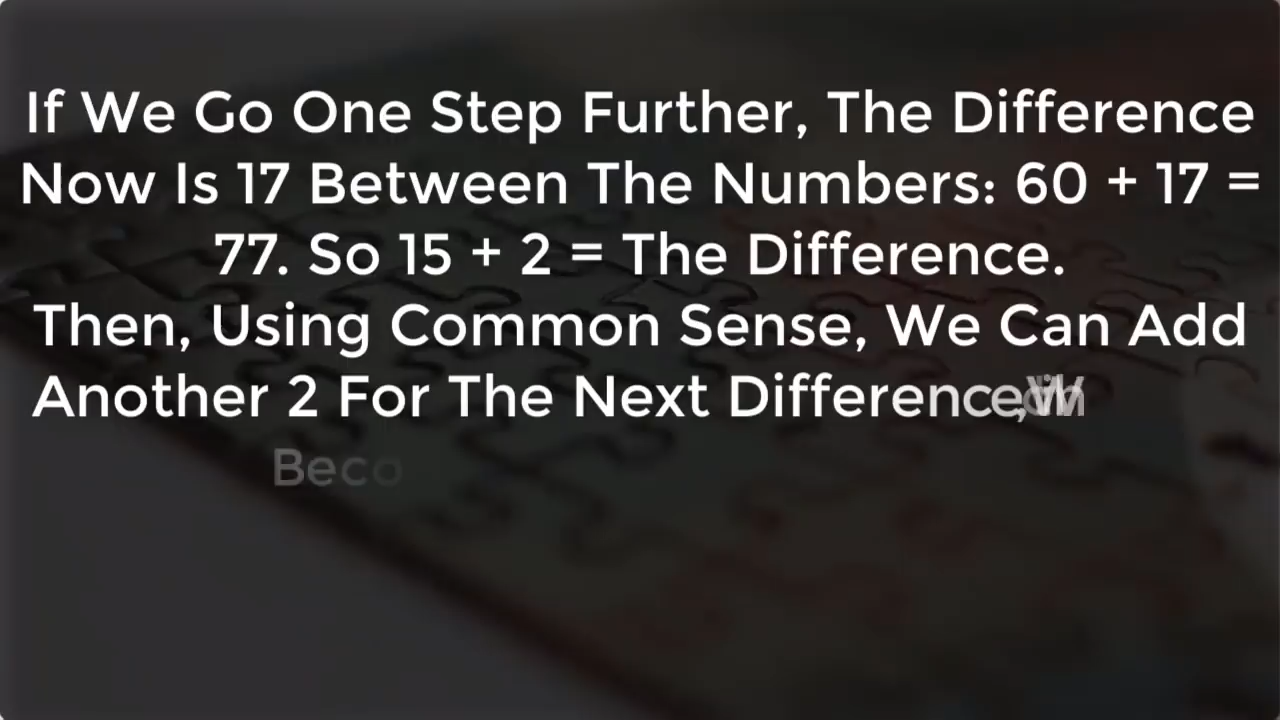 If We Go One Step Further, The Difference
Now Is 17 Between The Numbers: 60 + 17 =
77. So 15 + 2 = The Difference.
Then, Using Common Sense, We Can Add
Another 2 For The Next Difference,